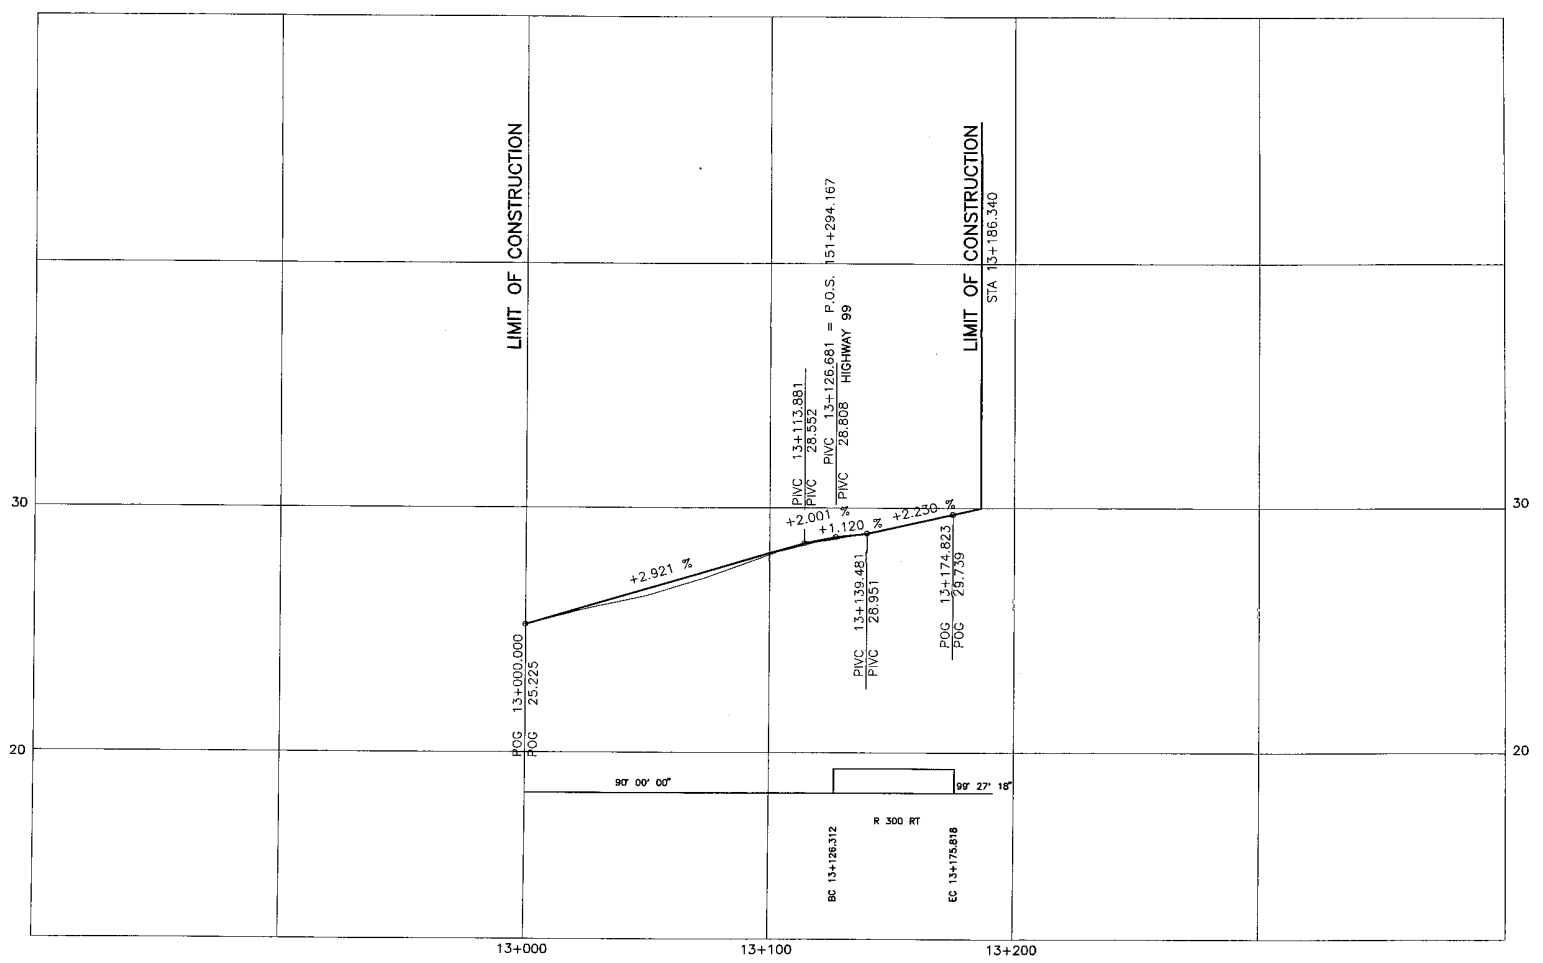 LIMIT OF CONSTRUCTION
LIMIT OF CONSTRUCTION
STA 13+186.340
PIVC 13+113.881
PIVC 28.552
PIVC 13+126.681 = P.O.S. 151+294.167
PIVC 28.808 HIGHWAY 99
30
30
+2.921 %
+2.001 %
+1.120 %
+2.230 %
PIVC 13+139.481
PIVC 28.951
POG 13+174.823
POG 29.739
POG 13+000.000
POG 25.225
20
20
90° 00' 00"
99° 27' 18"
R 300 RT
BC 13+126.312
EC 13+175.818
13+000
13+100
13+200